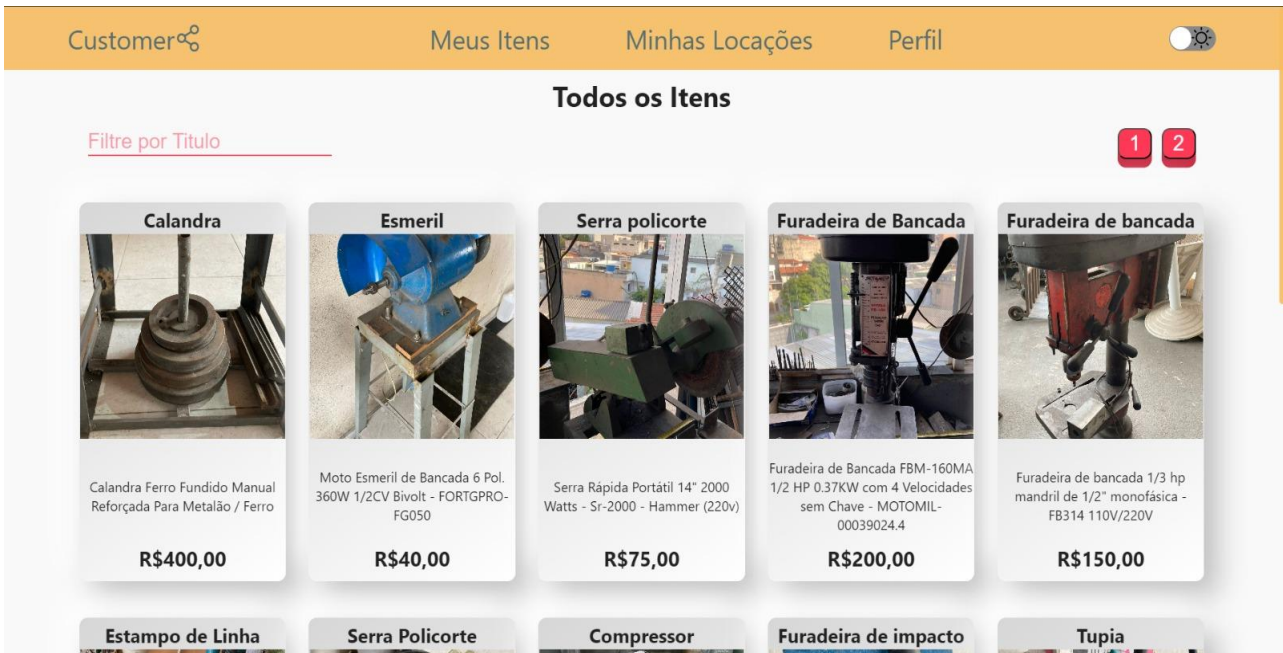 Customer
Meus Itens
Minhas Locações
Perfil
Todos os Itens
Filtre por Titulo
1
2
Calandra
Calandra Ferro Fundido Manual
Reforçada Para Metalão / Ferro
R$400,00
Esmeril
Moto Esmeril de Bancada 6 Pol.
360W 1/2CV Bivolt - FORTGPRO-
FG050
R$40,00
Serra policorte
Serra Rápida Portátil 14" 2000
Watts - Sr-2000 - Hammer (220v)
R$75,00
Furadeira de Bancada
Furadeira de Bancada FBM-160MA
1/2 HP 0.37KW com 4 Velocidades
sem Chave - MOTOMIL-
00039024.4
R$200,00
Furadeira de bancada
Furadeira de bancada 1/3 hp
mandril de 1/2" monofásica -
FB314 110V/220V
R$150,00
Estampo de Linha
Serra Policorte
Compressor
Furadeira de impacto
Tupia